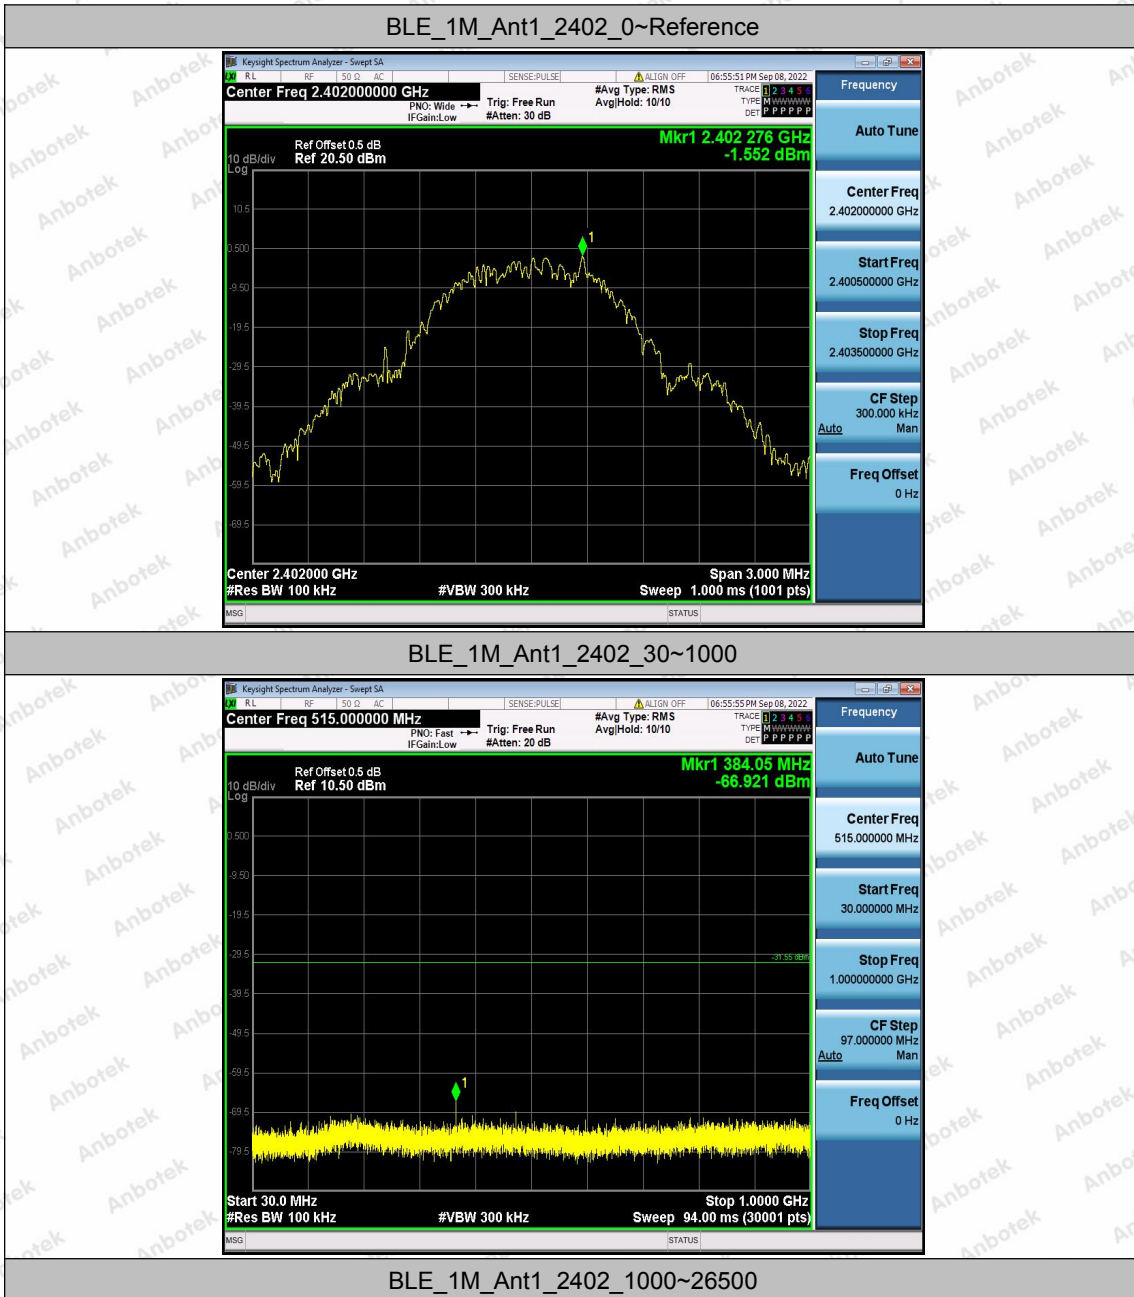 BLE_1M_Ant1_2402_0~Reference
Keysight Spectrum Analyzer - Swept SA
LXI RL RF 50 Ω AC SENSE:PULSE ALIGN OFF 06:55:51 PM Sep 08, 2022
Center Freq 2.402000000 GHz
PNO: Wide
IFGain:Low
Trig: Free Run
#Atten: 30 dB
#Avg Type: RMS
Avg|Hold: 10/10
TRACE 1 2 3 4 5 6
TYPE M WWWWW
DET P P P P P P
Frequency
Auto Tune
Center Freq
2.402000000 GHz
Start Freq
2.400500000 GHz
Stop Freq
2.403500000 GHz
CF Step
300.000 kHz
Auto Man
Freq Offset
0 Hz
Mkr1 2.402 276 GHz
-1.552 dBm
Ref Offset 0.5 dB
10 dB/div Ref 20.50 dBm
Log
10.5
0.500
-9.50
-19.5
-29.5
-39.5
-49.5
-59.5
-69.5
1
Center 2.402000 GHz Span 3.000 MHz
#Res BW 100 kHz #VBW 300 kHz Sweep 1.000 ms (1001 pts)
MSG STATUS
BLE_1M_Ant1_2402_30~1000
Keysight Spectrum Analyzer - Swept SA
LXI RL RF 50 Ω AC SENSE:PULSE ALIGN OFF 06:55:55 PM Sep 08, 2022
Center Freq 515.000000 MHz
PNO: Fast
IFGain:Low
Trig: Free Run
#Atten: 20 dB
#Avg Type: RMS
Avg|Hold: 10/10
TRACE 1 2 3 4 5 6
TYPE M WWWWW
DET P P P P P P
Frequency
Auto Tune
Center Freq
515.000000 MHz
Start Freq
30.000000 MHz
Stop Freq
1.000000000 GHz
CF Step
97.000000 MHz
Auto Man
Freq Offset
0 Hz
Mkr1 384.05 MHz
-66.921 dBm
Ref Offset 0.5 dB
10 dB/div Ref 10.50 dBm
Log
0.500
-9.50
-19.5
-29.5
-39.5
-49.5
-59.5
-69.5
-79.5
-31.55 dBm
1
Start 30.0 MHz Stop 1.0000 GHz
#Res BW 100 kHz #VBW 300 kHz Sweep 94.00 ms (30001 pts)
MSG STATUS
BLE_1M_Ant1_2402_1000~26500
Anbotek